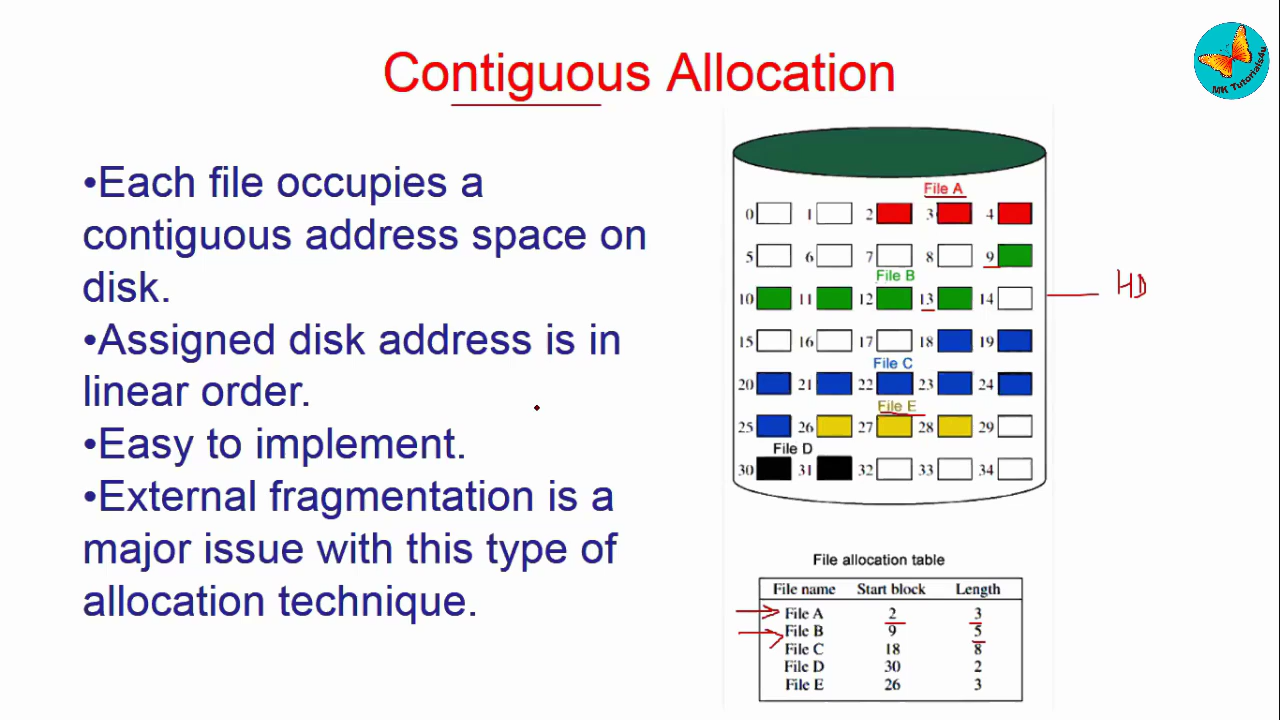 Contiguous Allocation
MK Tutorials4u
•Each file occupies a
contiguous address space on
disk.
•Assigned disk address is in
linear order.
•Easy to implement.
•External fragmentation is a
major issue with this type of
allocation technique.
File A
0 1 2 3 4
5 6 7 8 9
File B
10 11 12 13 14
HD
15 16 17 18 19
File C
20 21 22 23 24
File E
25 26 27 28 29
File D
30 31 32 33 34
File allocation table
File name Start block Length
File A 2 3
File B 9 5
File C 18 8
File D 30 2
File E 26 3